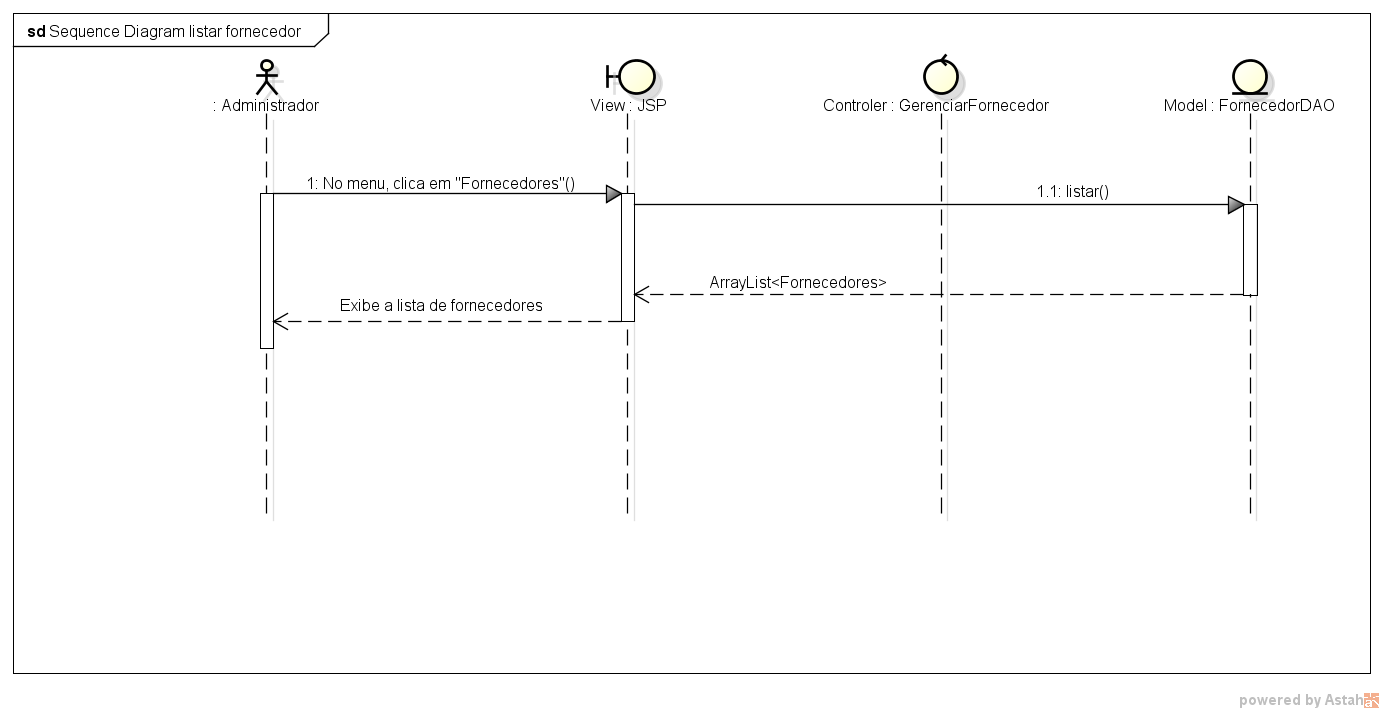 sd Sequence Diagram listar fornecedor
: Administrador
View : JSP
Controler : GerenciarFornecedor
Model : FornecedorDAO
1: No menu, clica em "Fornecedores"()
1.1: listar()
ArrayList<Fornecedores>
Exibe a lista de fornecedores
powered by Astah